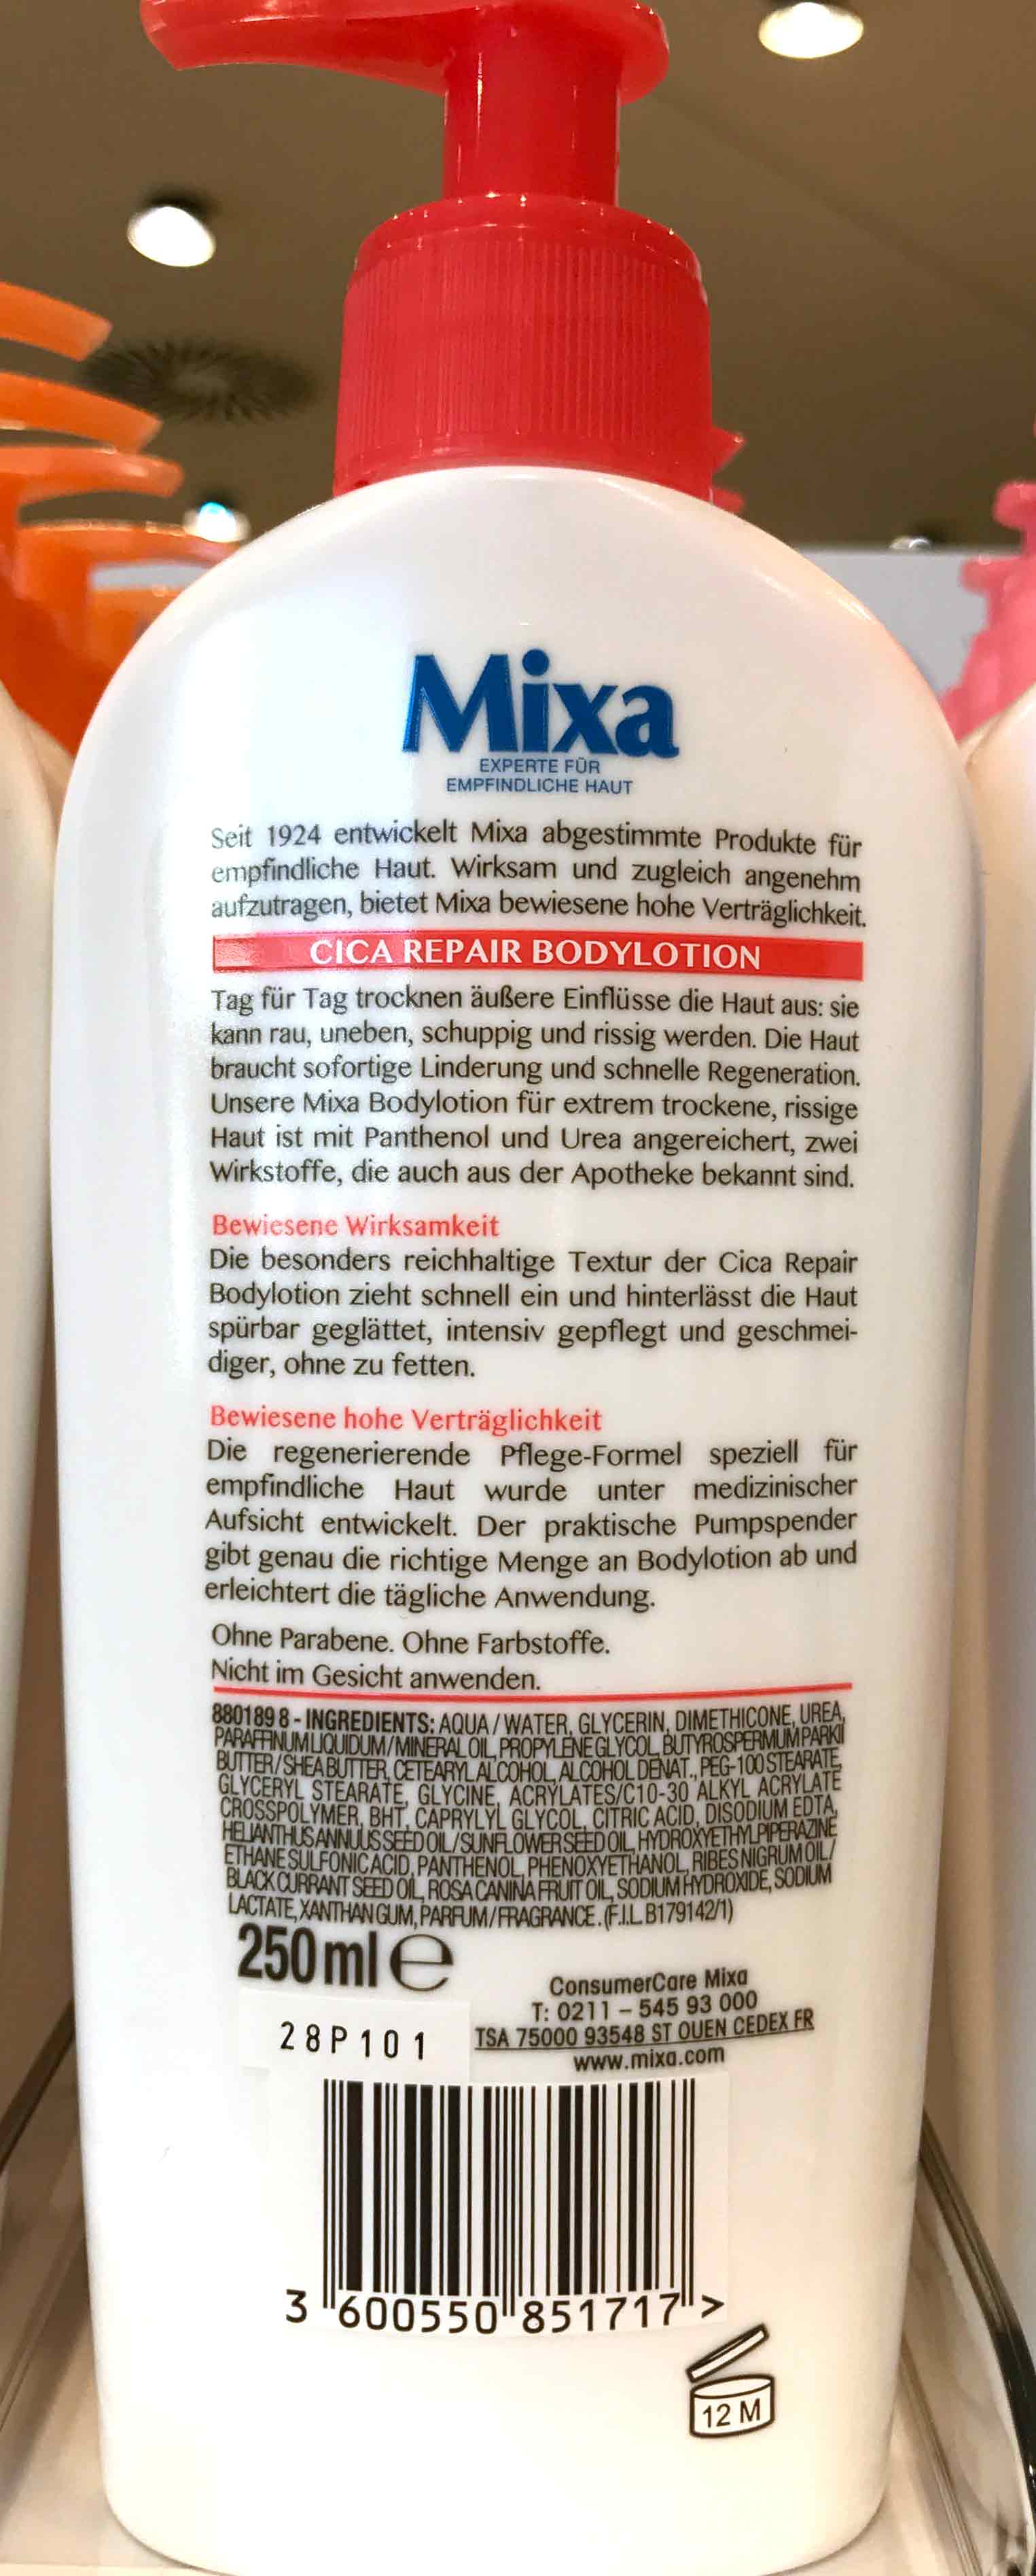 Mixa
EXPERTE FÜR
EMPFINDLICHE HAUT
Seit 1924 entwickelt Mixa abgestimmte Produkte für
empfindliche Haut. Wirksam und zugleich angenehm
aufzutragen, bietet Mixa bewiesene hohe Verträglichkeit.
CICA REPAIR BODYLOTION
Tag für Tag trocknen äußere Einflüsse die Haut aus: sie
kann rau, uneben, schuppig und rissig werden. Die Haut
braucht sofortige Linderung und schnelle Regeneration.
Unsere Mixa Bodylotion für extrem trockene, rissige
Haut ist mit Panthenol und Urea angereichert, zwei
Wirkstoffe, die auch aus der Apotheke bekannt sind.
Bewiesene Wirksamkeit
Die besonders reichhaltige Textur der Cica Repair
Bodylotion zieht schnell ein und hinterlässt die Haut
spürbar geglättet, intensiv gepflegt und geschmei-
diger, ohne zu fetten.
Bewiesene hohe Verträglichkeit
Die regenerierende Pflege-Formel speziell für
empfindliche Haut wurde unter medizinischer
Aufsicht entwickelt. Der praktische Pumpspender
gibt genau die richtige Menge an Bodylotion ab und
erleichtert die tägliche Anwendung.
Ohne Parabene. Ohne Farbstoffe.
Nicht im Gesicht anwenden.
880189 8 - INGREDIENTS: AQUA / WATER, GLYCERIN, DIMETHICONE, UREA,
PARAFFINUM LIQUIDUM / MINERAL OIL, PROPYLENE GLYCOL, BUTYROSPERMUM PARKII
BUTTER / SHEA BUTTER, CETEARYL ALCOHOL, ALCOHOL DENAT., PEG-100 STEARATE,
GLYCERYL STEARATE, GLYCINE, ACRYLATES/C10-30 ALKYL ACRYLATE
CROSSPOLYMER, BHT, CAPRYLYL GLYCOL, CITRIC ACID, DISODIUM EDTA,
HELIANTHUS ANNUUS SEED OIL / SUNFLOWER SEED OIL, HYDROXYETHYLPIPERAZINE
ETHANE SULFONIC ACID, PANTHENOL, PHENOXYETHANOL, RIBES NIGRUM OIL /
BLACK CURRANT SEED OIL, ROSA CANINA FRUIT OIL, SODIUM HYDROXIDE, SODIUM
LACTATE, XANTHAN GUM, PARFUM / FRAGRANCE. (F.I.L. B179142/1)
250 ml e
ConsumerCare Mixa
T: 0211 – 545 93 000
TSA 75000 93548 ST OUEN CEDEX FR
www.mixa.com
28P101
3 600550 851717 >
12 M